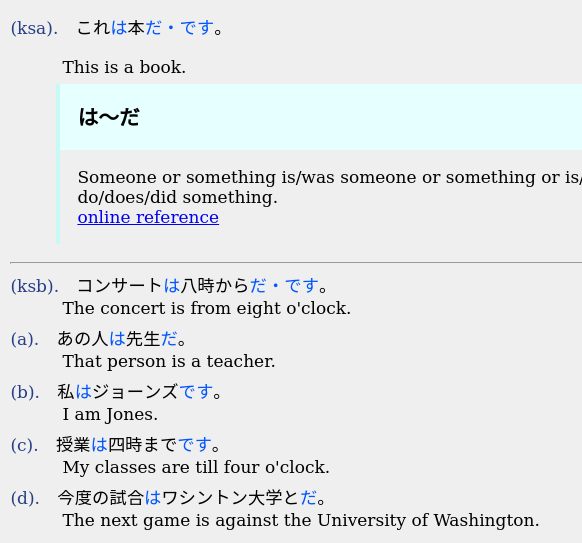 (ksa). これは本だ・です。
This is a book.
は～だ
Someone or something is/was someone or something or is/
do/does/did something.
online reference
(ksb). コンサートは八時からだ・です。
The concert is from eight o'clock.
(a). あの人は先生だ。
That person is a teacher.
(b). 私はジョーンズです。
I am Jones.
(c). 授業は四時までです。
My classes are till four o'clock.
(d). 今度の試合はワシントン大学とだ。
The next game is against the University of Washington.